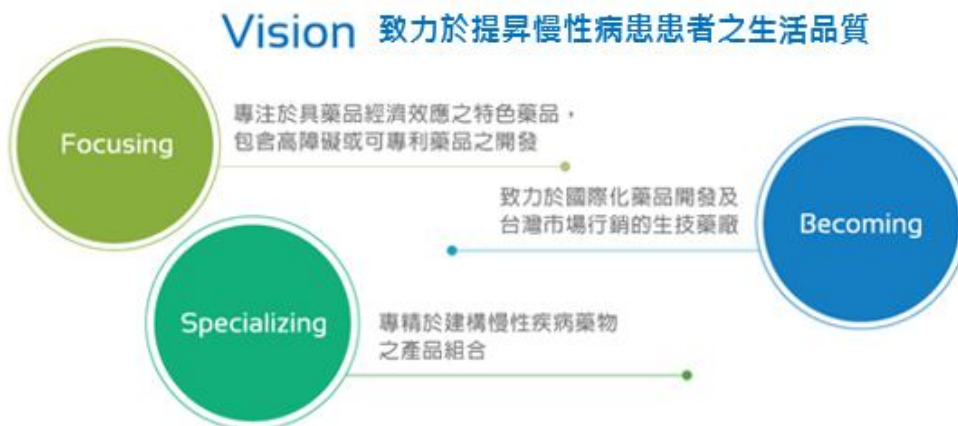 Vision 致力於提昇慢性病患患者之生活品質
Focusing
專注於具藥品經濟效應之特色藥品，
包含高障礙或可專利藥品之開發
致力於國際化藥品開發及
台灣市場行銷的生技藥廠
Becoming
Specializing
專精於建構慢性疾病藥物
之產品組合